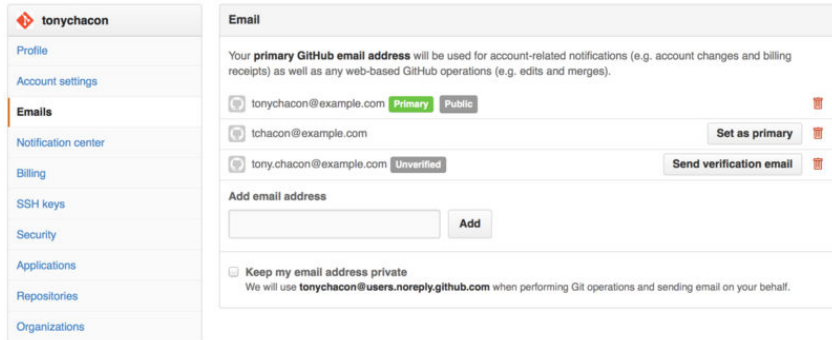 tonychacon
Profile
Account settings
Emails
Notification center
Billing
SSH keys
Security
Applications
Repositories
Organizations
Email
Your primary GitHub email address will be used for account-related notifications (e.g. account changes and billing
receipts) as well as any web-based GitHub operations (e.g. edits and merges).
tonychacon@example.com Primary Public
tchacon@example.com Set as primary
tony.chacon@example.com Unverified Send verification email
Add email address
Add
Keep my email address private
We will use tonychacon@users.noreply.github.com when performing Git operations and sending email on your behalf.